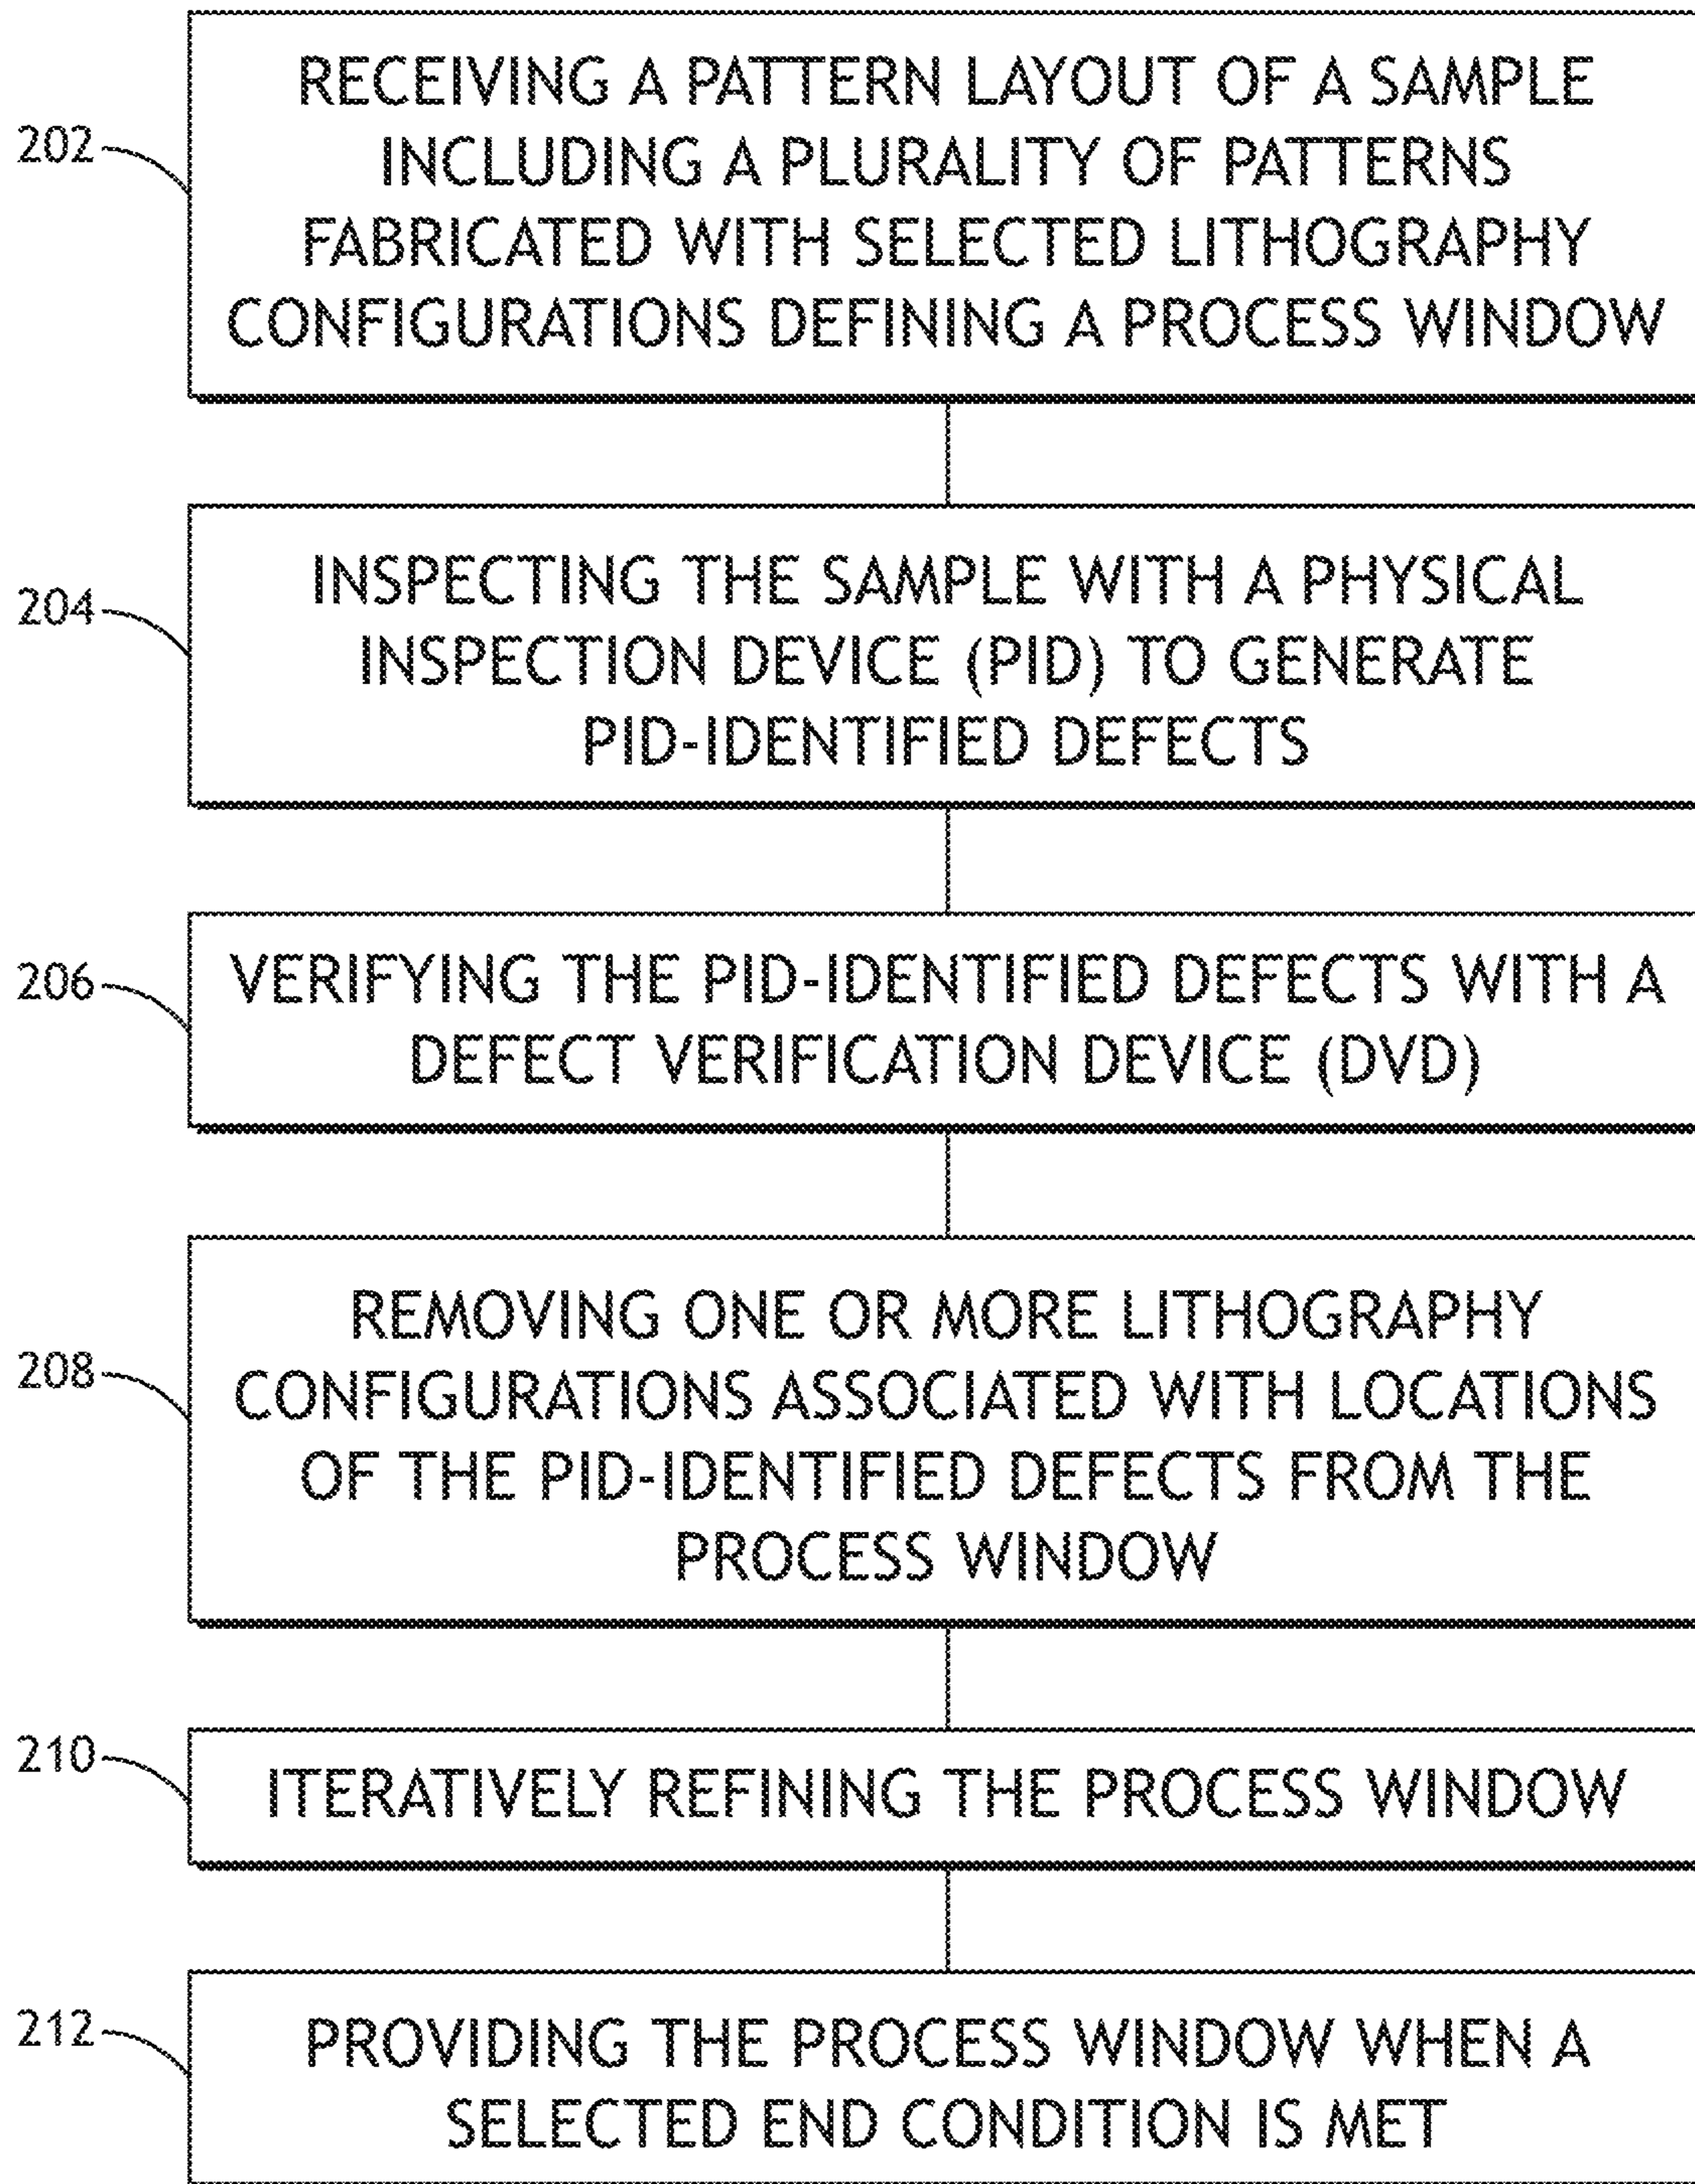 202
RECEIVING A PATTERN LAYOUT OF A SAMPLE
INCLUDING A PLURALITY OF PATTERNS
FABRICATED WITH SELECTED LITHOGRAPHY
CONFIGURATIONS DEFINING A PROCESS WINDOW
204
INSPECTING THE SAMPLE WITH A PHYSICAL
INSPECTION DEVICE (PID) TO GENERATE
PID-IDENTIFIED DEFECTS
206
VERIFYING THE PID-IDENTIFIED DEFECTS WITH A
DEFECT VERIFICATION DEVICE (DVD)
208
REMOVING ONE OR MORE LITHOGRAPHY
CONFIGURATIONS ASSOCIATED WITH LOCATIONS
OF THE PID-IDENTIFIED DEFECTS FROM THE
PROCESS WINDOW
210
ITERATIVELY REFINING THE PROCESS WINDOW
212
PROVIDING THE PROCESS WINDOW WHEN A
SELECTED END CONDITION IS MET